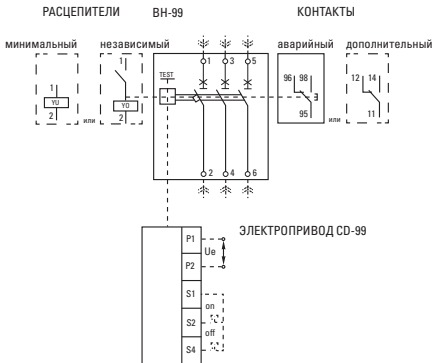 РАСЦЕПИТЕЛИ ВН-99 КОНТАКТЫ
минимальный независимый аварийный дополнительный
1 3 5
1
TEST
96 98
12 14
1
YU
YO
2
или
2
95
или
11
2 4 6
ЭЛЕКТРОПРИВОД CD-99
P1
Ue
P2
S1
on
S2
off
S4